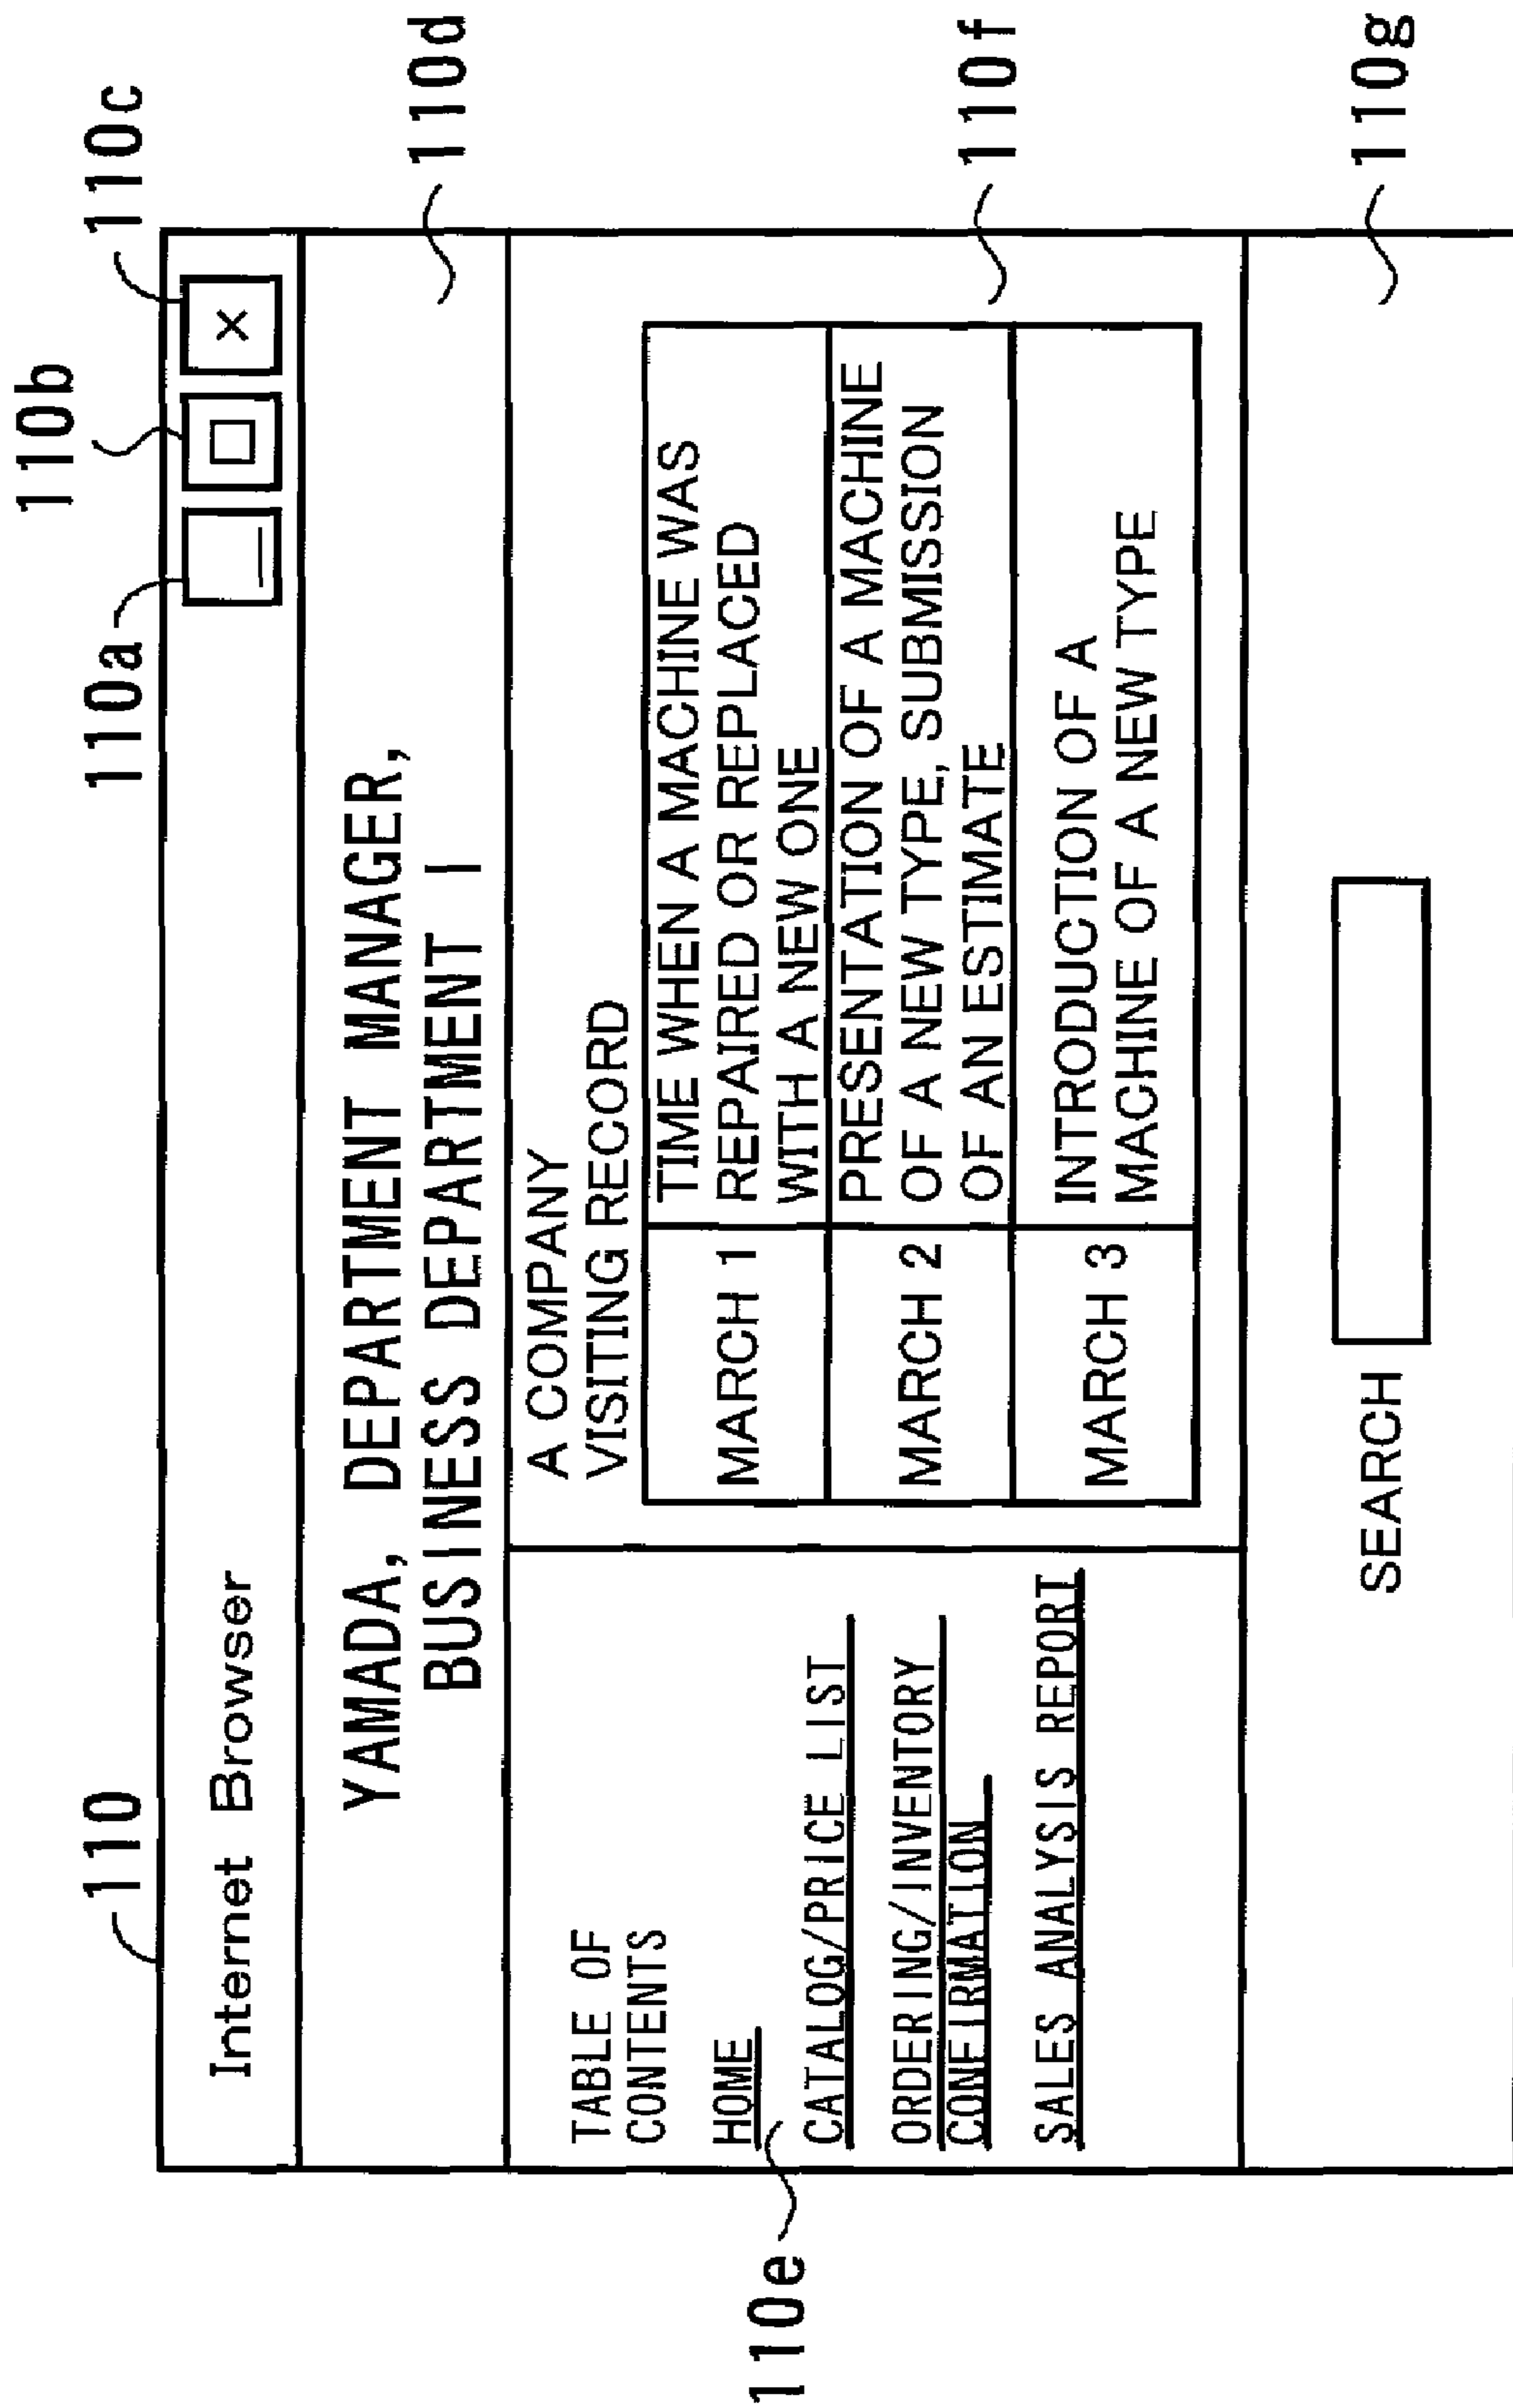 110
110a
110b
110c
Internet Browser
×
YAMADA, DEPARTMENT MANAGER,
BUSINESS DEPARTMENT I
110d
TABLE OF
CONTENTS
HOME
CATALOG/PRICE LIST
ORDERING/INVENTORY
CONFIRMATION
SALES ANALYSIS REPORT
110e
A COMPANY
VISITING RECORD
MARCH 1
TIME WHEN A MACHINE WAS
REPAIRED OR REPLACED
WITH A NEW ONE
MARCH 2
PRESENTATION OF A MACHINE
OF A NEW TYPE, SUBMISSION
OF AN ESTIMATE
MARCH 3
INTRODUCTION OF A
MACHINE OF A NEW TYPE
110f
SEARCH
110g